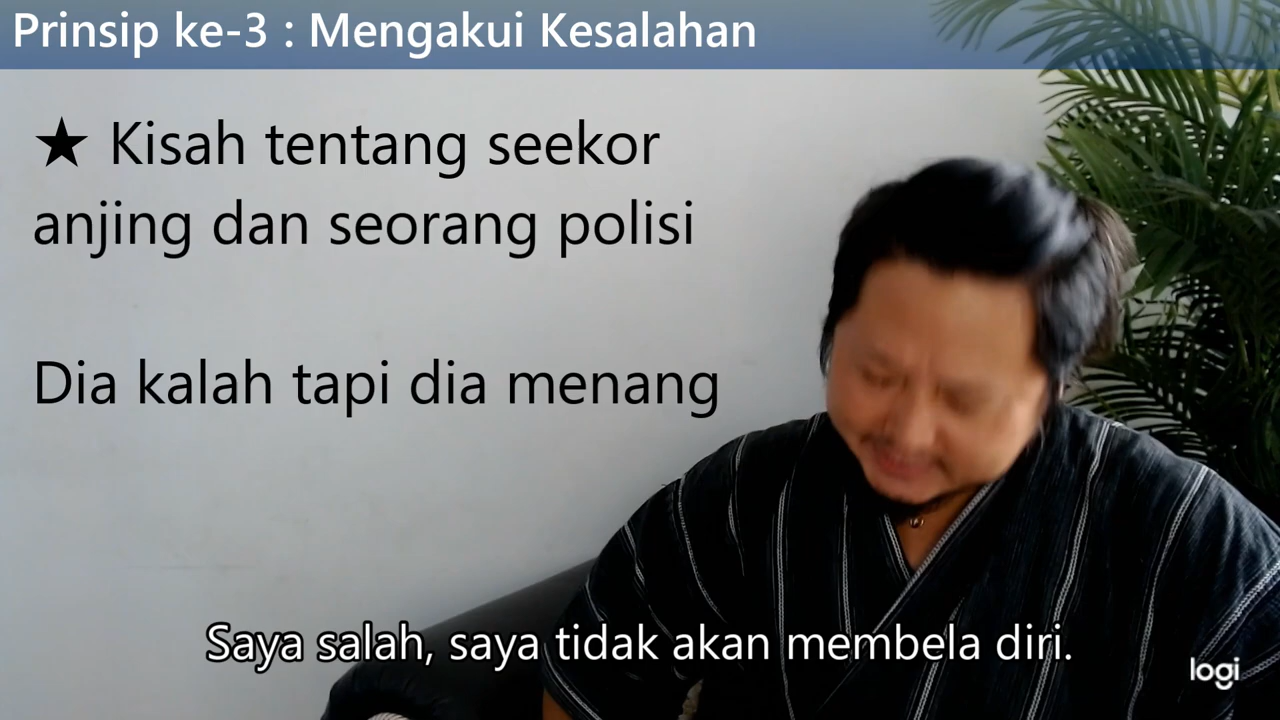 Prinsip ke-3 : Mengakui Kesalahan
★ Kisah tentang seekor
anjing dan seorang polisi
Dia kalah tapi dia menang
Saya salah, saya tidak akan membela diri.
logi